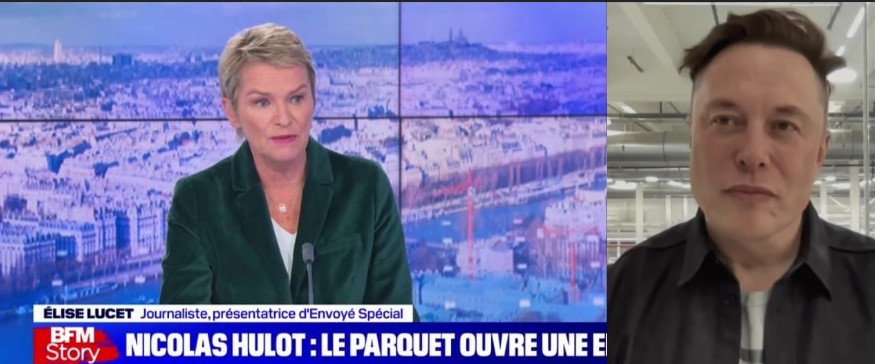 ÉLISE LUCET Journaliste, présentatrice d'Envoyé Spécial
BFM
Story
NICOLAS HULOT : LE PARQUET OUVRE UNE